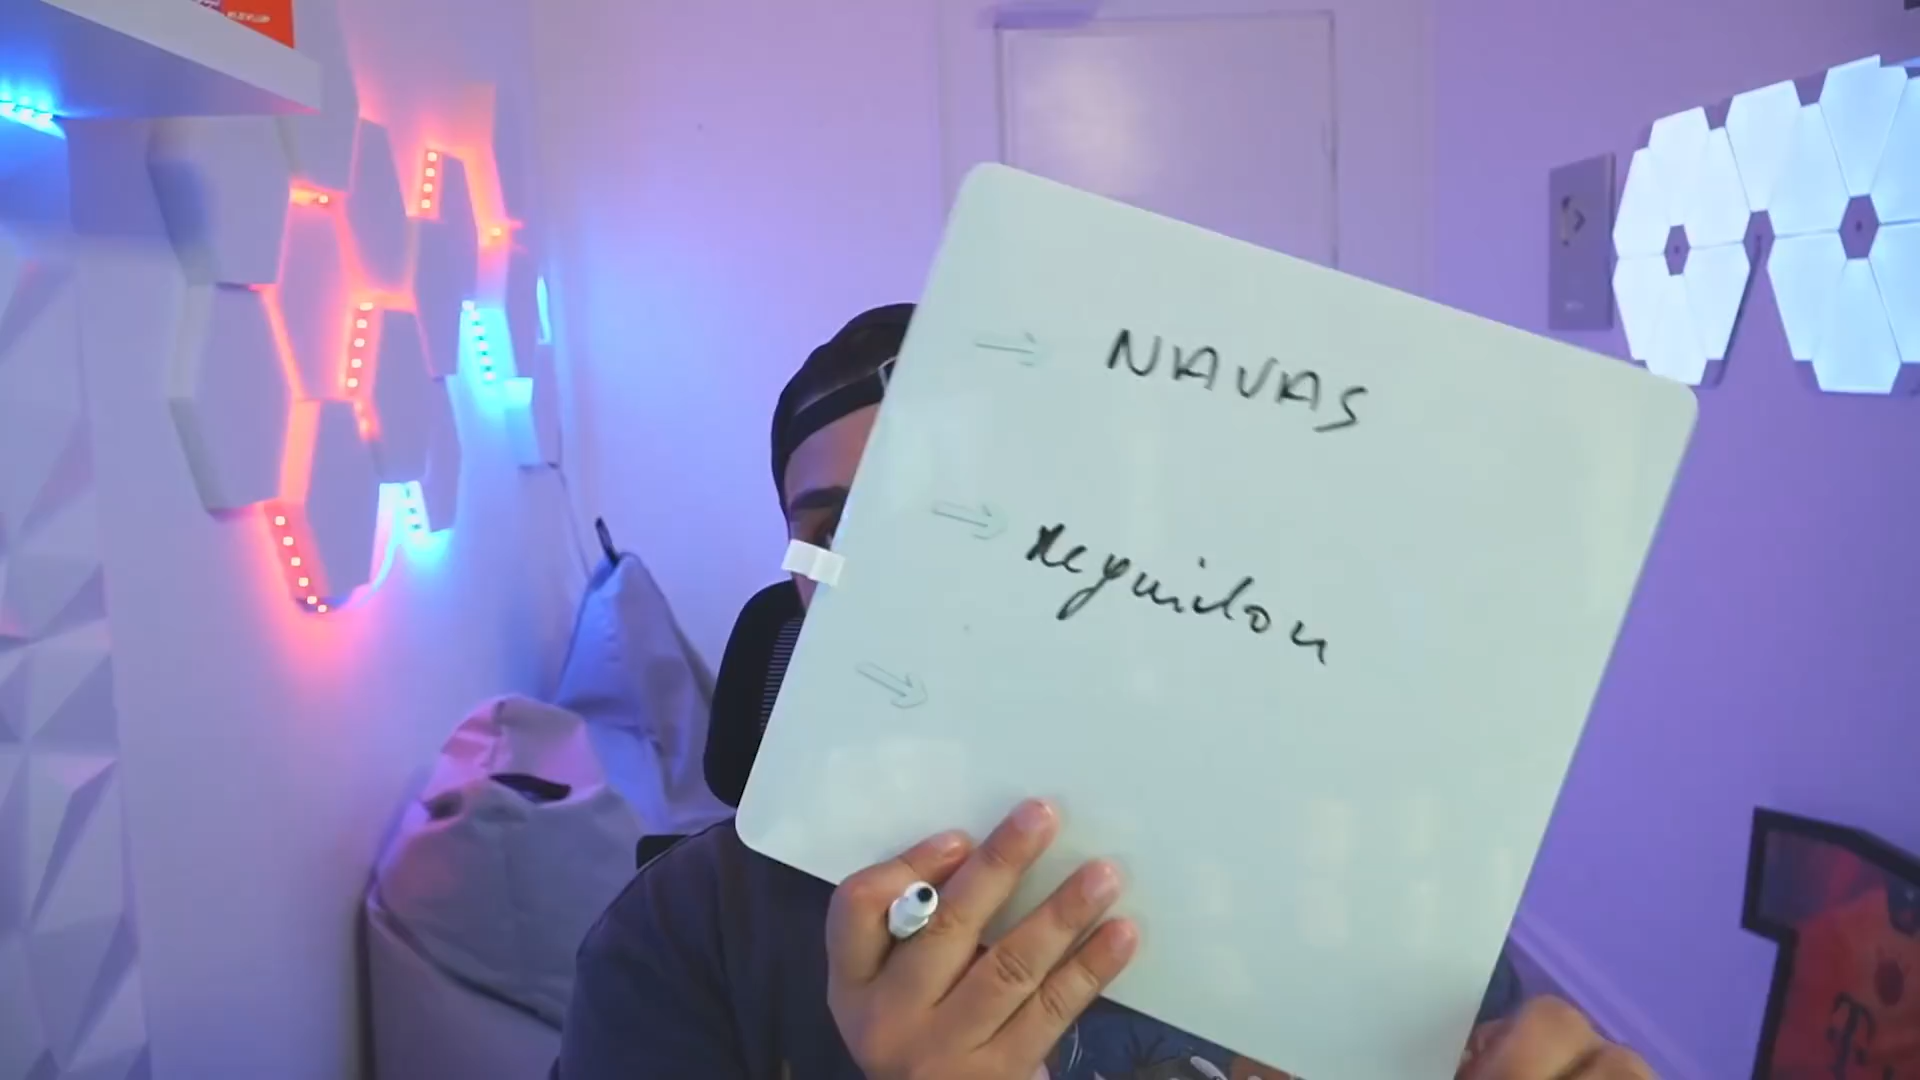 → NAVAS
→ Reguilon
→